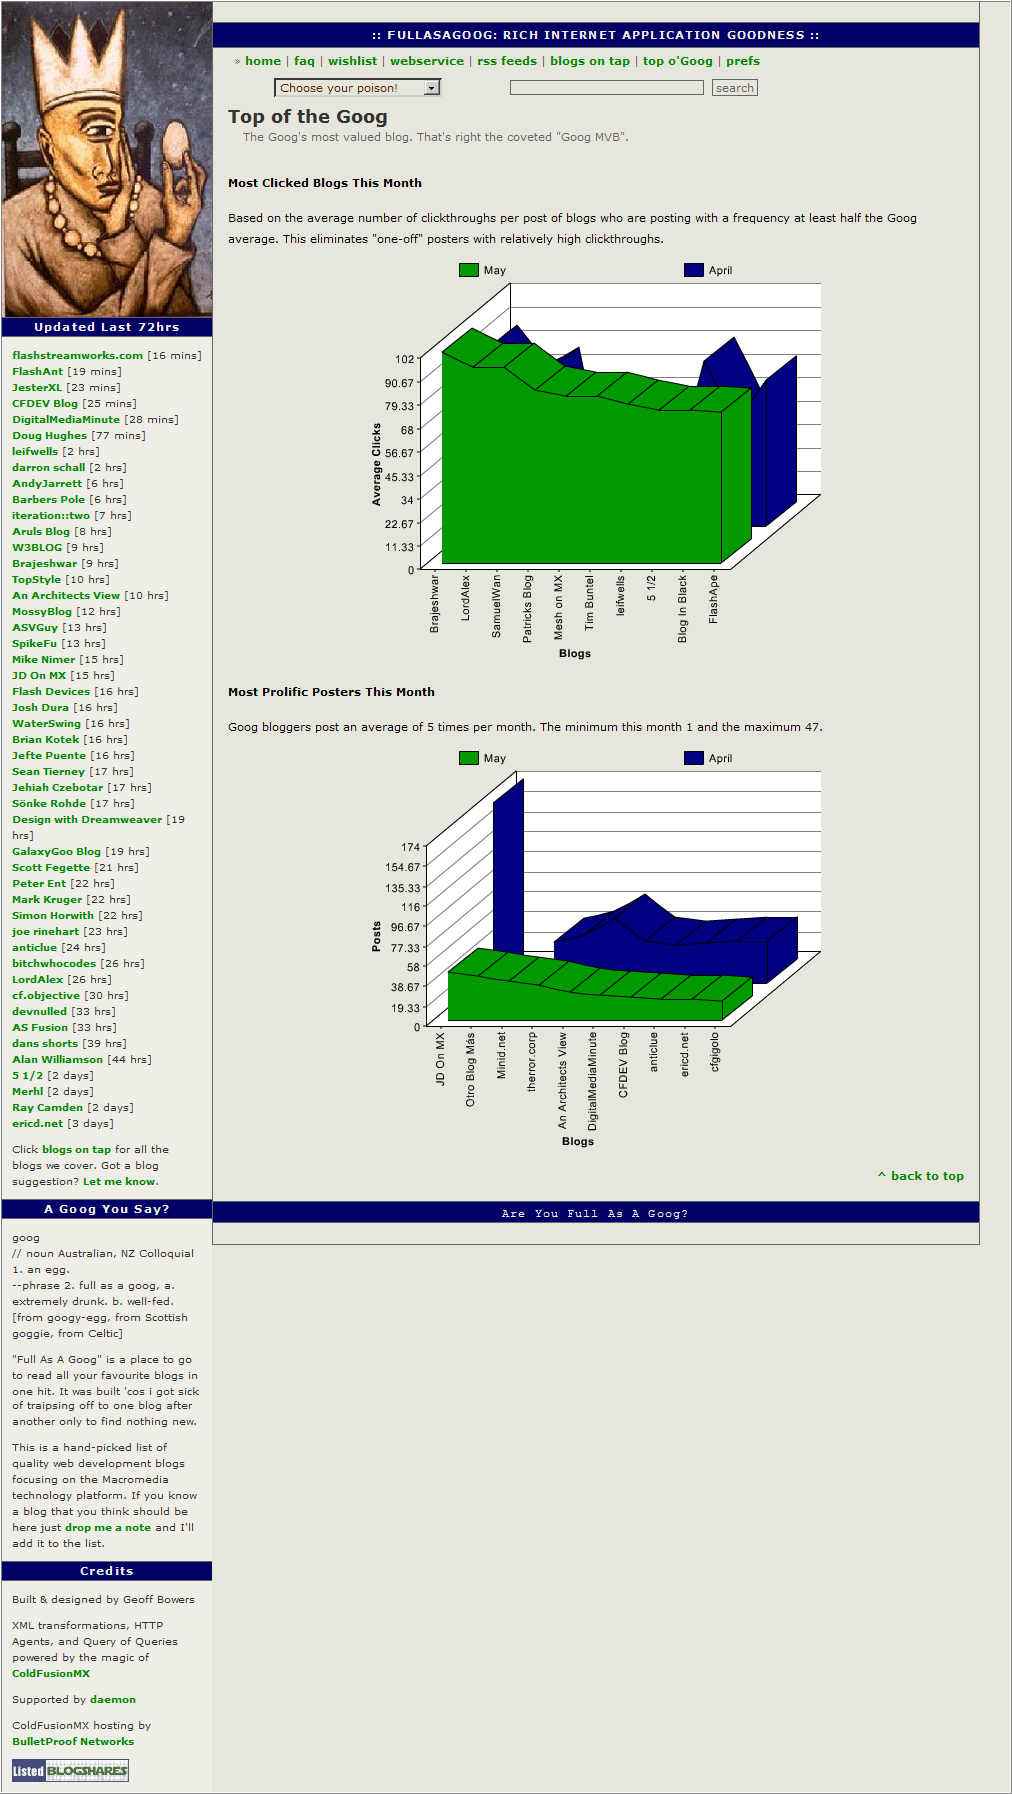 :: FULLASAGOOG: RICH INTERNET APPLICATION GOODNESS ::
» home | faq | wishlist | webservice | rss feeds | blogs on tap | top o'Goog | prefs
Choose your poison!
search
Top of the Goog
The Goog's most valued blog. That's right the coveted "Goog MVB".
Most Clicked Blogs This Month
Based on the average number of clickthroughs per post of blogs who are posting with a frequency at least half the Goog
average. This eliminates "one-off" posters with relatively high clickthroughs.
May
April
102
90.67
79.33
68
56.67
45.33
34
22.67
11.33
0
Average Clicks
Brajeshwar
LordAlex
SamuelWan
Patricks Blog
Mesh on MX
Tim Buntel
leifwells
5 1/2
Blog In Black
FlashApe
Blogs
Most Prolific Posters This Month
Goog bloggers post an average of 5 times per month. The minimum this month 1 and the maximum 47.
May
April
174
154.67
135.33
116
96.67
77.33
58
38.67
19.33
0
Posts
JD On MX
Otro Blog Más
Minid.net
therror.corp
An Architects View
DigitalMediaMinute
CFDEV Blog
anticlue
ericd.net
cfgigolo
Blogs
^ back to top
Are You Full As A Goog?
Updated Last 72hrs
flashstreamworks.com [16 mins]
FlashAnt [19 mins]
JesterXL [23 mins]
CFDEV Blog [25 mins]
DigitalMediaMinute [28 mins]
Doug Hughes [77 mins]
leifwells [2 hrs]
darron schall [2 hrs]
AndyJarrett [6 hrs]
Barbers Pole [6 hrs]
iteration::two [7 hrs]
Aruls Blog [8 hrs]
W3BLOG [9 hrs]
Brajeshwar [9 hrs]
TopStyle [10 hrs]
An Architects View [10 hrs]
MossyBlog [12 hrs]
ASVGuy [13 hrs]
SpikeFu [13 hrs]
Mike Nimer [15 hrs]
JD On MX [15 hrs]
Flash Devices [16 hrs]
Josh Dura [16 hrs]
WaterSwing [16 hrs]
Brian Kotek [16 hrs]
Jefte Puente [16 hrs]
Sean Tierney [17 hrs]
Jehiah Czebotar [17 hrs]
Sönke Rohde [17 hrs]
Design with Dreamweaver [19
hrs]
GalaxyGoo Blog [19 hrs]
Scott Fegette [21 hrs]
Peter Ent [22 hrs]
Mark Kruger [22 hrs]
Simon Horwith [22 hrs]
joe rinehart [23 hrs]
anticlue [24 hrs]
bitchwhocodes [26 hrs]
LordAlex [26 hrs]
cf.objective [30 hrs]
devnulled [33 hrs]
AS Fusion [33 hrs]
dans shorts [39 hrs]
Alan Williamson [44 hrs]
5 1/2 [2 days]
Merhl [2 days]
Ray Camden [2 days]
ericd.net [3 days]
Click blogs on tap for all the
blogs we cover. Got a blog
suggestion? Let me know.
A Goog You Say?
goog
// noun Australian, NZ Colloquial
1. an egg.
--phrase 2. full as a goog, a.
extremely drunk. b. well-fed.
[from googy-egg, from Scottish
goggie, from Celtic]
"Full As A Goog" is a place to go
to read all your favourite blogs in
one hit. It was built 'cos i got sick
of traipsing off to one blog after
another only to find nothing new.
This is a hand-picked list of
quality web development blogs
focusing on the Macromedia
technology platform. If you know
a blog that you think should be
here just drop me a note and I'll
add it to the list.
Credits
Built & designed by Geoff Bowers
XML transformations, HTTP
Agents, and Query of Queries
powered by the magic of
ColdFusionMX
Supported by daemon
ColdFusionMX hosting by
BulletProof Networks
Listed BLOGSHARES